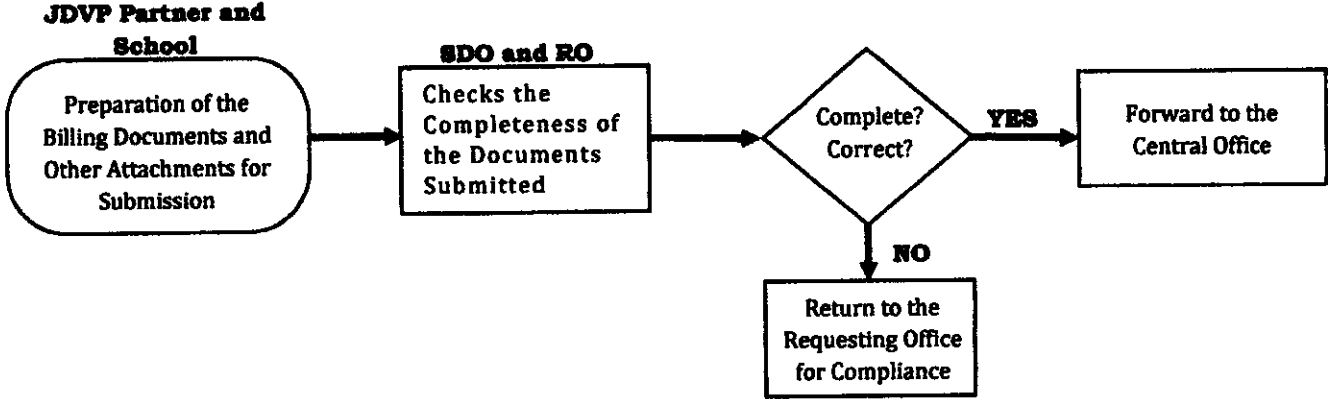 JDVP Partner and
School
Preparation of the
Billing Documents and
Other Attachments for
Submission
SDO and RO
Checks the
Completeness of
the Documents
Submitted
Complete?
Correct?
YES
Forward to the
Central Office
NO
Return to the
Requesting Office
for Compliance